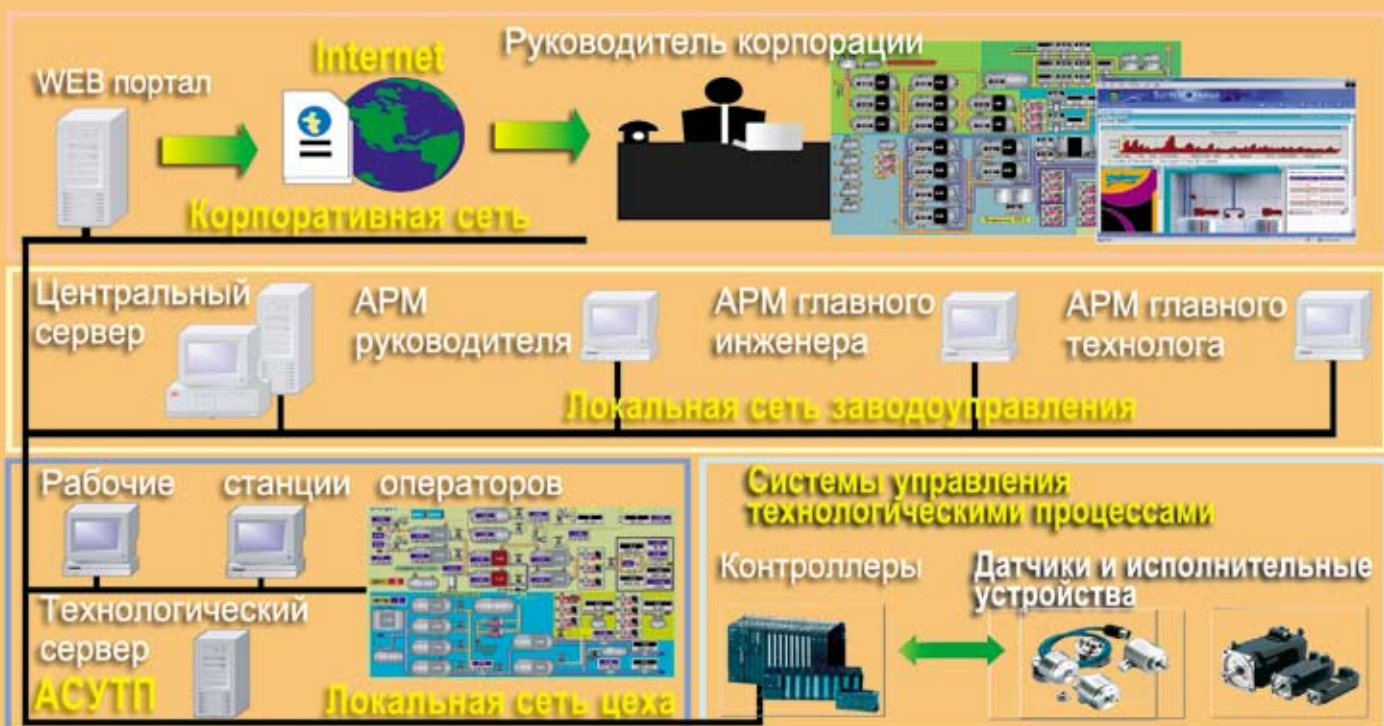 Internet
Руководитель корпорации
WEB портал
Корпоративная сеть
Центральный
сервер
АРМ
руководителя
АРМ главного
инженера
АРМ главного
технолога
Локальная сеть заводоуправления
Рабочие станции операторов
Технологический
сервер
АСУТП
Локальная сеть цеха
Системы управления
технологическими процессами
Контроллеры
Датчики и исполнительные
устройства